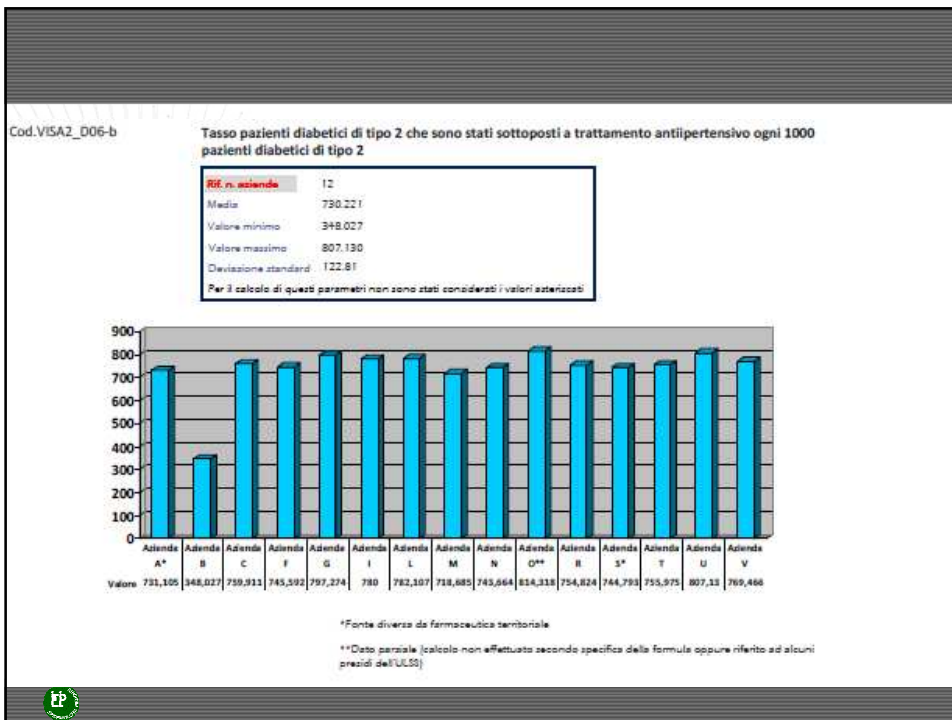 Cod.VISA2_D06-b
Tasso pazienti diabetici di tipo 2 che sono stati sottoposti a trattamento antiipertensivo ogni 1000
pazienti diabetici di tipo 2
Rif. n. aziende 12
Media 730.221
Valore minimo 348.027
Valore massimo 807.130
Deviazione standard 122.81
Per il calcolo di questi parametri non sono stati considerati i valori asteriscati
900
800
700
600
500
400
300
200
100
0
Azienda Azienda Azienda Azienda Azienda Azienda Azienda Azienda Azienda Azienda Azienda Azienda Azienda Azienda Azienda
A* B C F G I L M N O** R S* T U V
Valore 731,105 348,027 759,911 745,592 797,274 780 782,107 718,685 743,664 814,318 754,824 744,793 755,975 807,13 769,466
*Fonte diversa da farmaceutica territoriale
**Dato parziale (calcolo non effettuato secondo specifica della formula oppure riferito ad alcuni
presidi dell'ULSS)